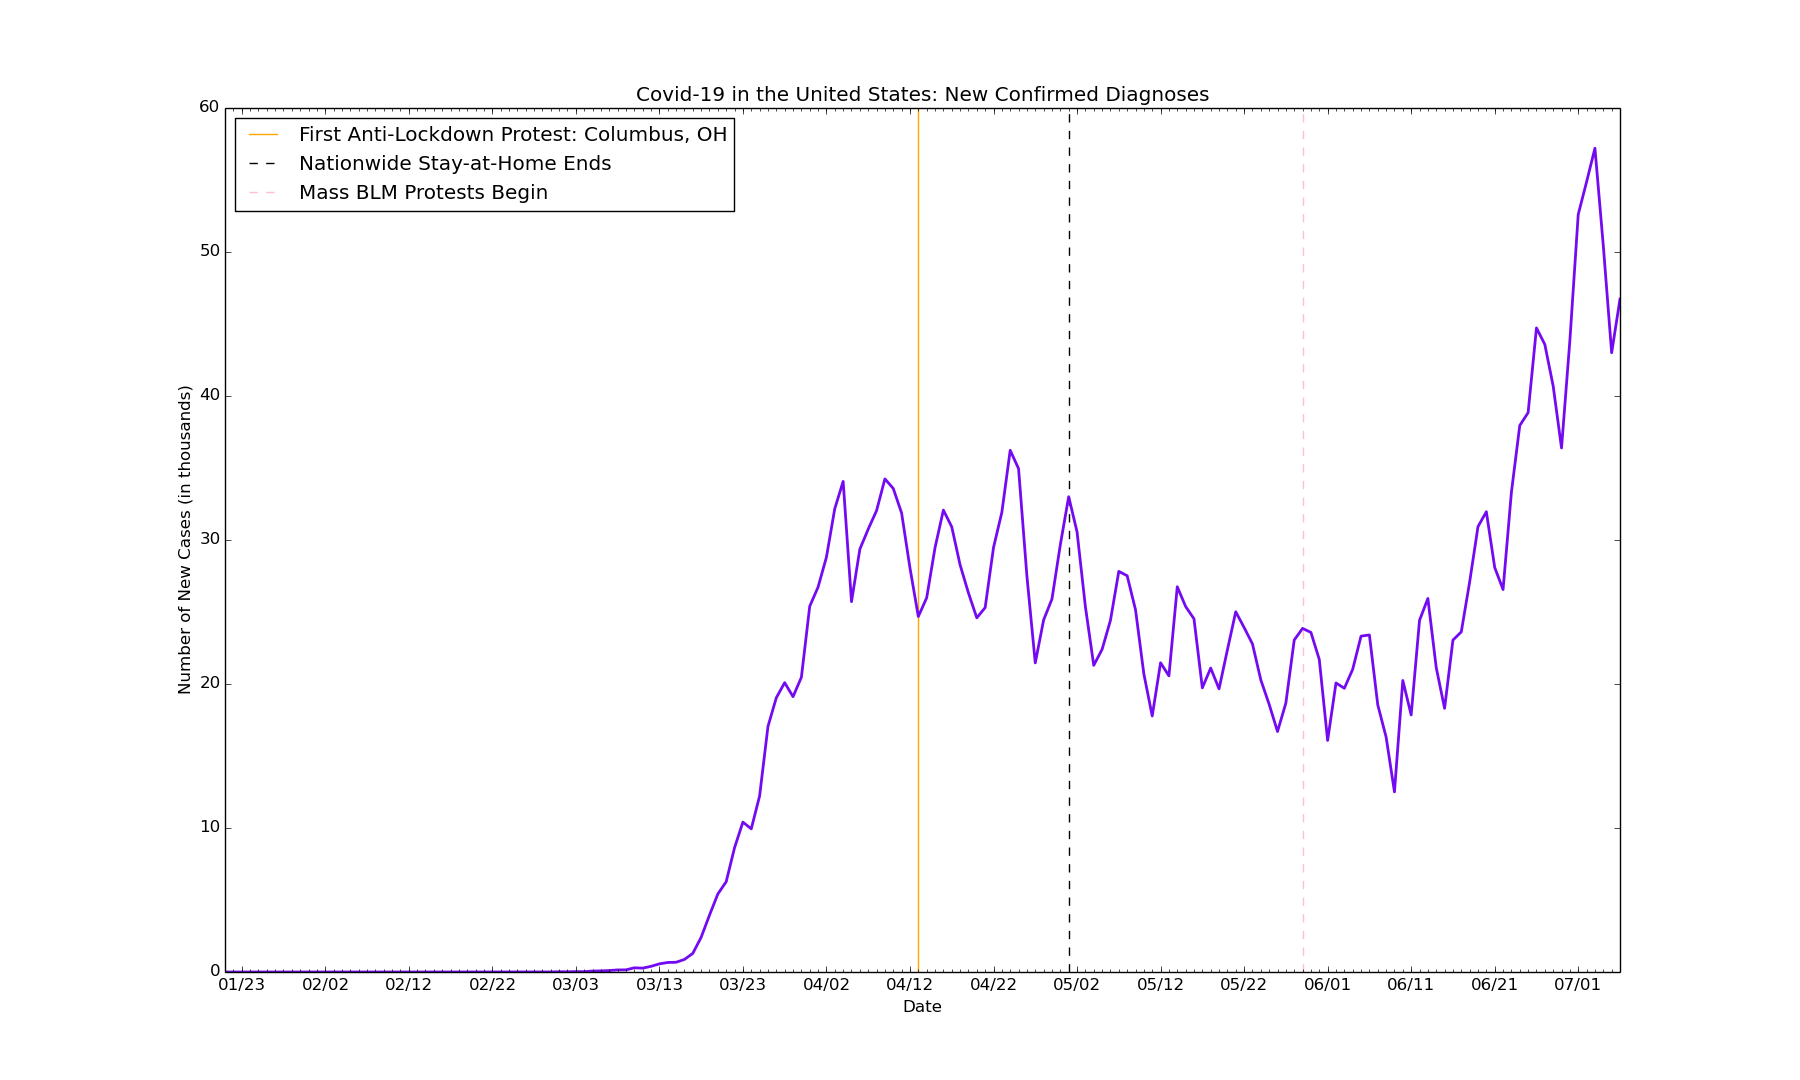 Covid-19 in the United States: New Confirmed Diagnoses
First Anti-Lockdown Protest: Columbus, OH
Nationwide Stay-at-Home Ends
Mass BLM Protests Begin
Number of New Cases (in thousands)
60
50
40
30
20
10
0
01/23 02/02 02/12 02/22 03/03 03/13 03/23 04/02 04/12 04/22 05/02 05/12 05/22 06/01 06/11 06/21 07/01
Date